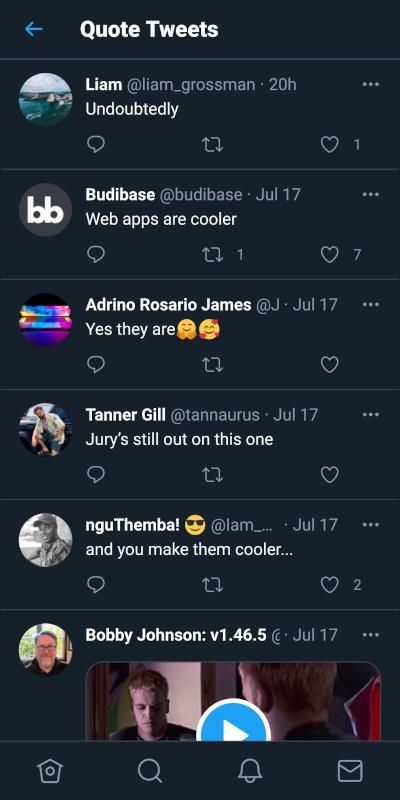 Quote Tweets
Liam @liam_grossman · 20h
Undoubtedly
1
bb
Budibase @budibase · Jul 17
Web apps are cooler
1 7
Adrino Rosario James @J · Jul 17
Yes they are🤗🥰
Tanner Gill @tannaurus · Jul 17
Jury’s still out on this one
nguThemba! 😎 @Iam_... · Jul 17
and you make them cooler...
2
Bobby Johnson: v1.46.5 · Jul 17